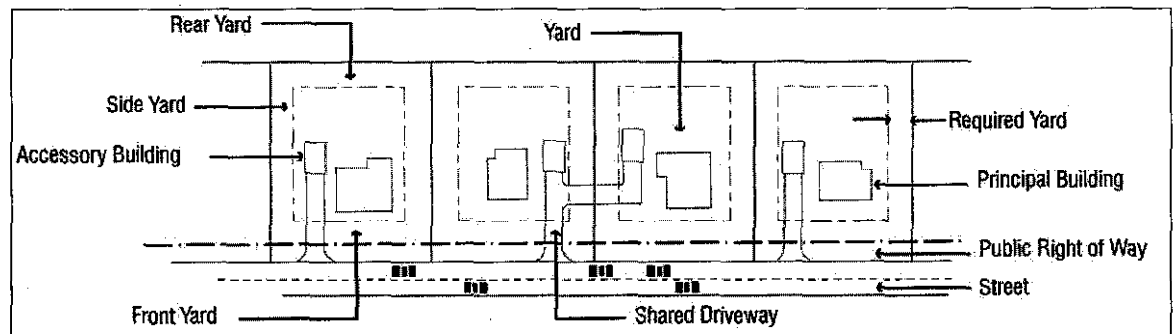 Rear Yard
Yard
Side Yard
Required Yard
Accessory Building
Principal Building
Public Right of Way
Street
Front Yard
Shared Driveway